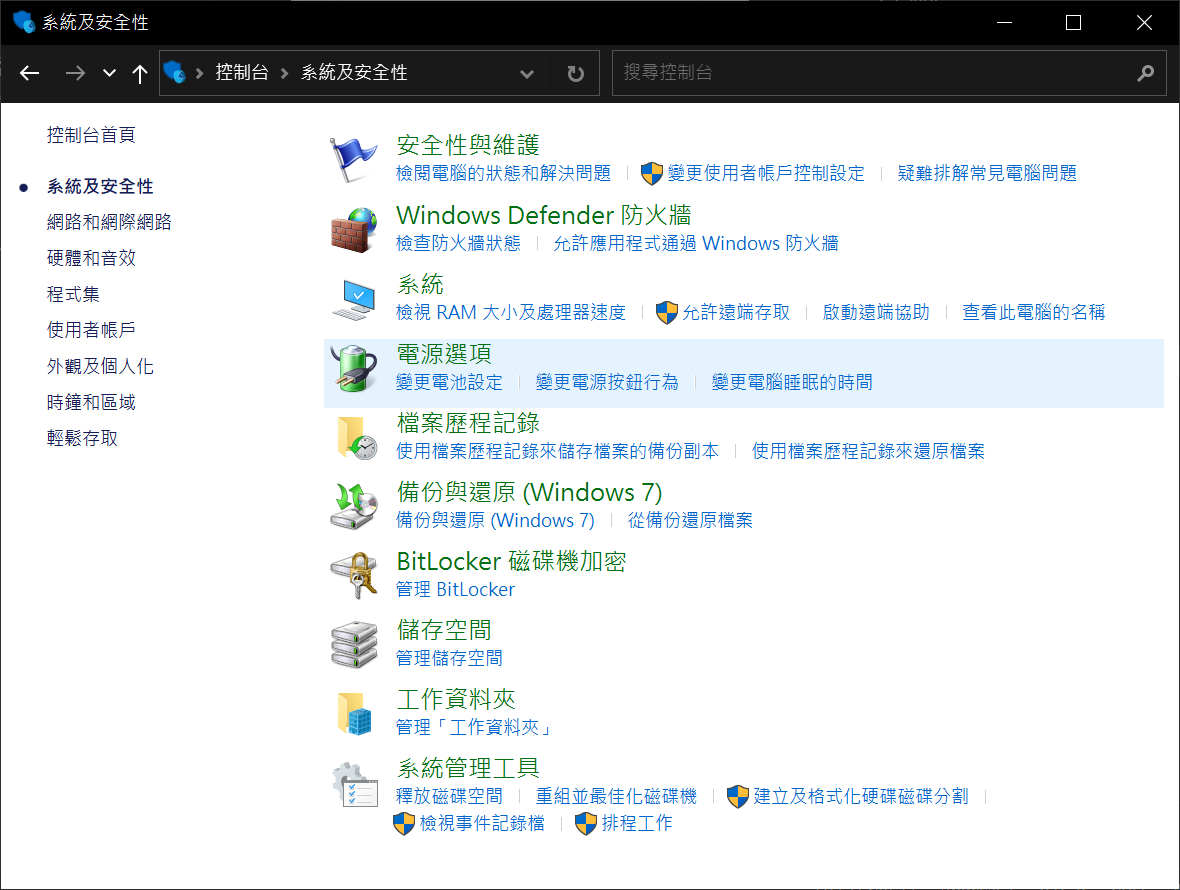 系統及安全性
控制台 系統及安全性 搜尋控制台
控制台首頁
系統及安全性
網路和網際網路
硬體和音效
程式集
使用者帳戶
外觀及個人化
時鐘和區域
輕鬆存取
安全性與維護
檢閱電腦的狀態和解決問題 變更使用者帳戶控制設定 疑難排解常見電腦問題
Windows Defender 防火牆
檢查防火牆狀態 允許應用程式通過 Windows 防火牆
系統
檢視 RAM 大小及處理器速度 允許遠端存取 啟動遠端協助 查看此電腦的名稱
電源選項
變更電池設定 變更電源按鈕行為 變更電腦睡眠的時間
檔案歷程記錄
使用檔案歷程記錄來儲存檔案的備份副本 使用檔案歷程記錄來還原檔案
備份與還原 (Windows 7)
備份與還原 (Windows 7) 從備份還原檔案
BitLocker 磁碟機加密
管理 BitLocker
儲存空間
管理儲存空間
工作資料夾
管理「工作資料夾」
系統管理工具
釋放磁碟空間 重組並最佳化磁碟機 建立及格式化硬碟磁碟分割
檢視事件記錄檔 排程工作